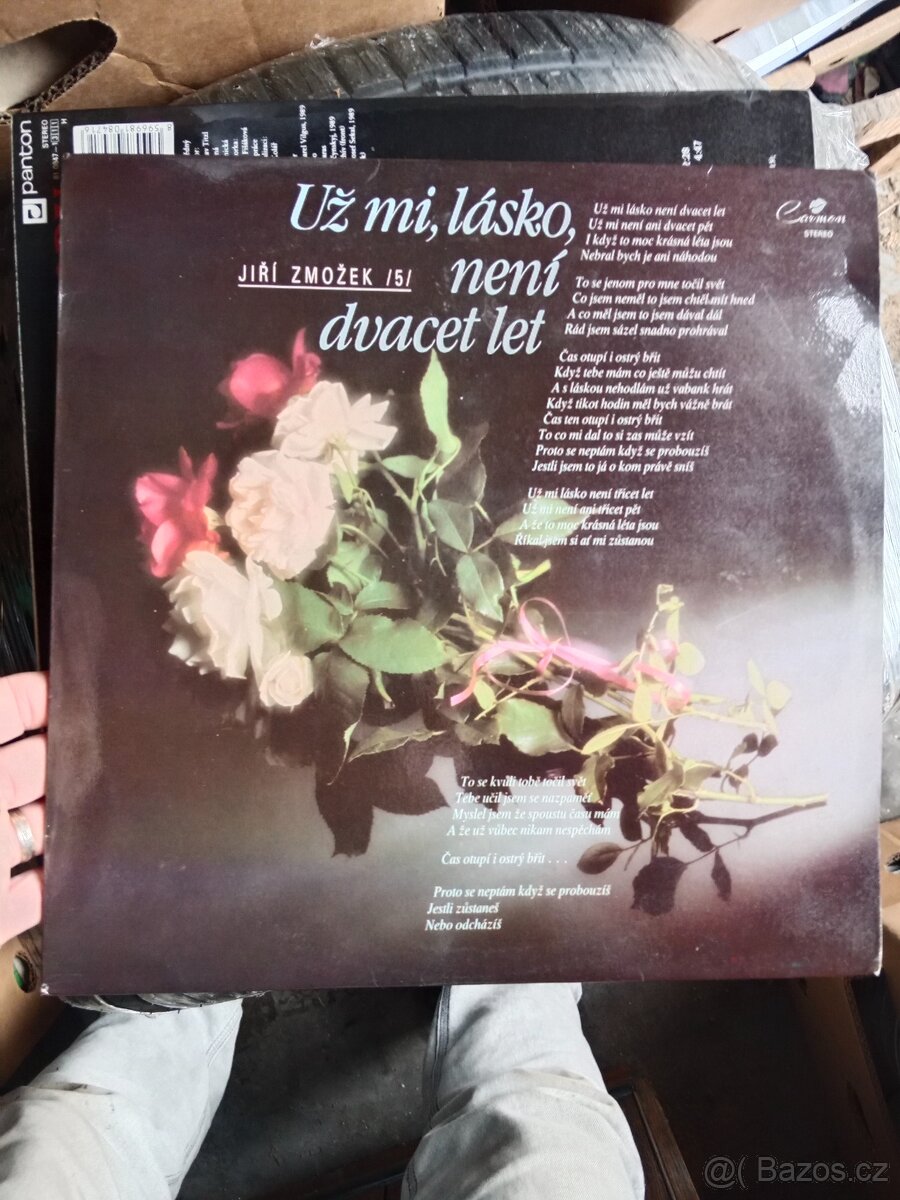 panton
STEREO
8 596981 084716
4:47
Už mi, lásko,
není
dvacet let
JIŘÍ ZMOŽEK /5/
Carmen
STEREO
Už mi lásko není dvacet let
Už mi není ani dvacet pět
I když to moc krásná léta jsou
Nebral bych je ani náhodou
To se jenom pro mne točil svět
Co jsem neměl to jsem chtěl mít hned
A co měl jsem to jsem dával dál
Rád jsem sázel snadno prohrával
Čas otupí i ostrý břit
Když tebe mám co ještě můžu chtít
A s láskou nehodlám už vabank hrát
Když tikot hodin měl bych vážně brát
Čas ten otupí i ostrý břit
To co mi dal to si zas může vzít
Proto se neptám když se probouzíš
Jestli jsem to já o kom právě sníš
Už mi lásko není třicet let
Už mi není ani třicet pět
A že to moc krásná léta jsou
Říkal jsem si ať mi zůstanou
To se kvůli tobě točil svět
Tebe učil jsem se nazpaměť
Myslel jsem že spoustu času mám
A že už vůbec nikam nespěchám
Čas otupí i ostrý břit . . .
Proto se neptám když se probouzíš
Jestli zůstaneš
Nebo odcházíš
@( Bazos.cz